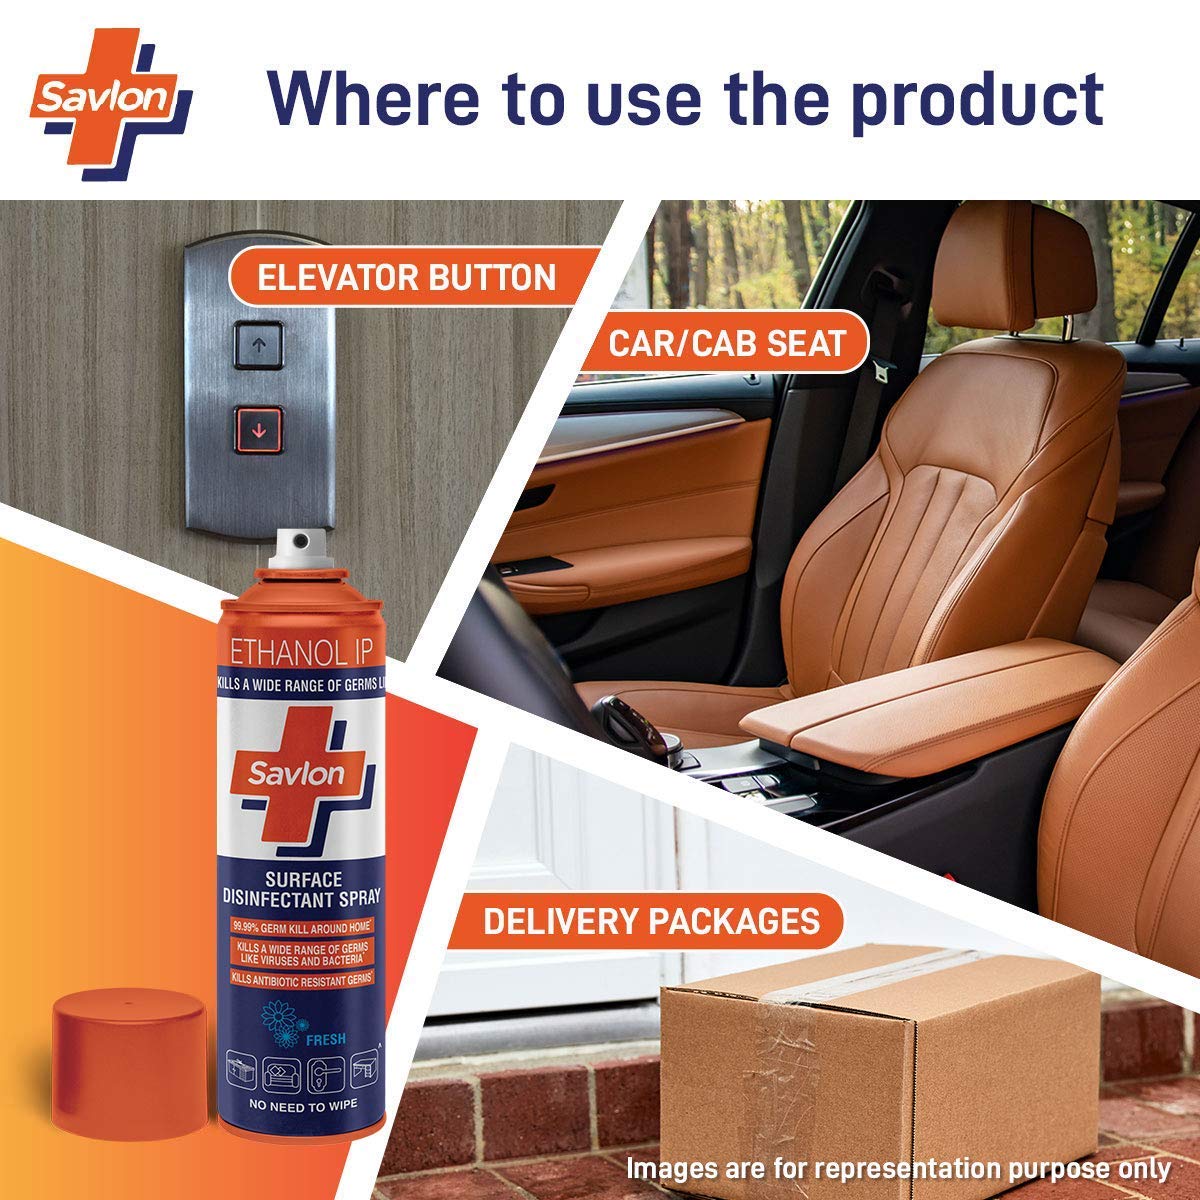 Savlon
Where to use the product
ELEVATOR BUTTON
CAR/CAB SEAT
ETHANOL IP
KILLS A WIDE RANGE OF GERMS LI
Savlon
SURFACE
DISINFECTANT SPRAY
99.99% GERM KILL AROUND HOME*
KILLS A WIDE RANGE OF GERMS
LIKE VIRUSES AND BACTERIA*
KILLS ANTIBIOTIC RESISTANT GERMS*
FRESH
NO NEED TO WIPE
DELIVERY PACKAGES
Images are for representation purpose only